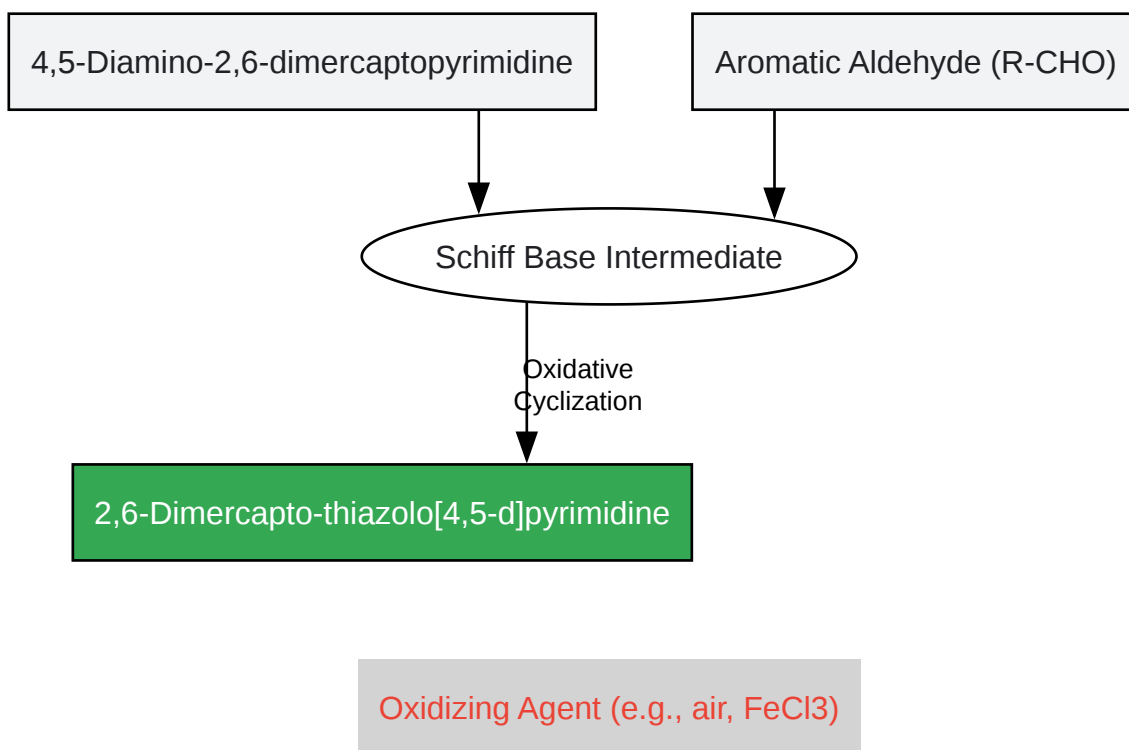 4,5-Diamino-2,6-dimercaptopyrimidine
Aromatic Aldehyde (R-CHO)
Schiff Base Intermediate
Oxidative
Cyclization
2,6-Dimercapto-thiazolo[4,5-d]pyrimidine
Oxidizing Agent (e.g., air, FeCl3)